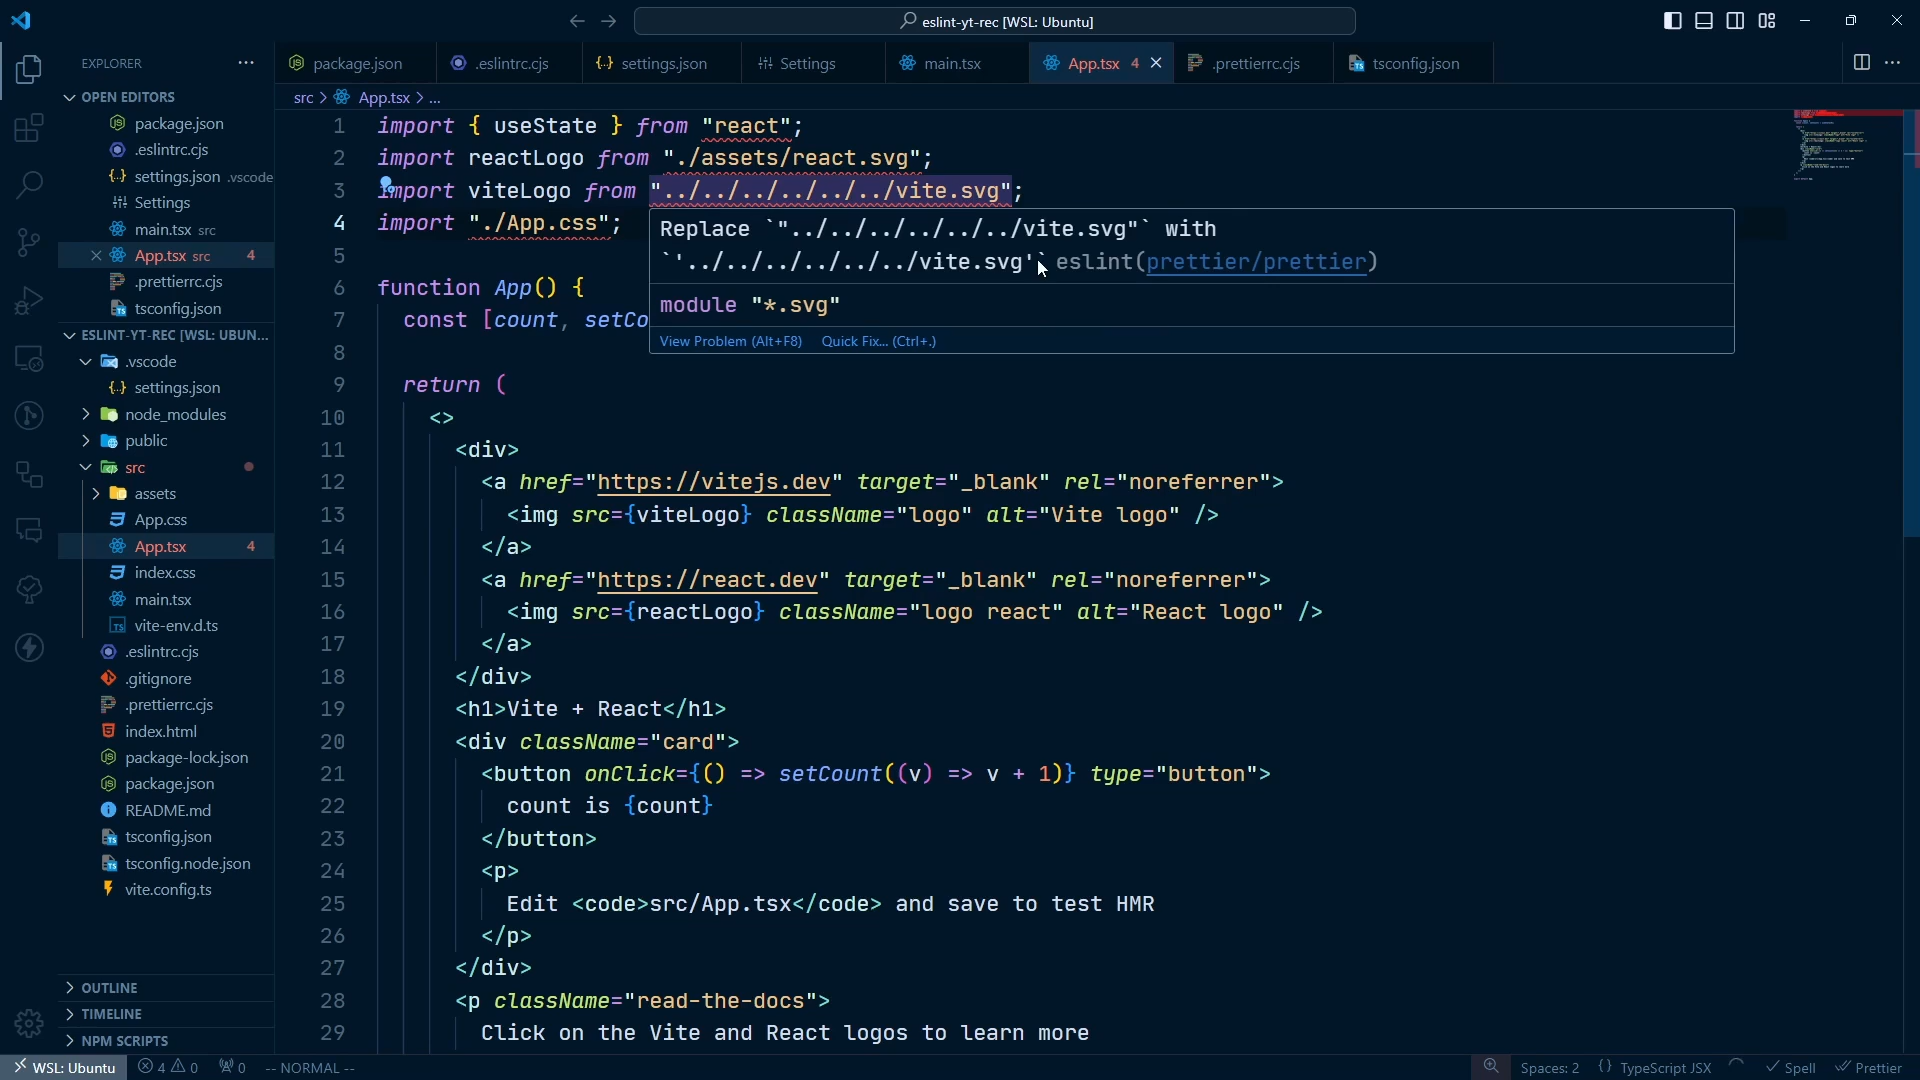 eslint-yt-rec [WSL: Ubuntu]
EXPLORER
OPEN EDITORS
package.json
.eslintrc.cjs
settings.json .vscode
Settings
main.tsx src
App.tsx src 4
.prettierrc.cjs
tsconfig.json
ESLINT-YT-REC [WSL: UBUN...
.vscode
settings.json
node_modules
public
src
assets
App.css
App.tsx 4
index.css
main.tsx
vite-env.d.ts
.eslintrc.cjs
.gitignore
.prettierrc.cjs
index.html
package-lock.json
package.json
README.md
tsconfig.json
tsconfig.node.json
vite.config.ts
OUTLINE
TIMELINE
NPM SCRIPTS
package.json .eslintrc.cjs settings.json Settings main.tsx App.tsx 4 .prettierrc.cjs tsconfig.json
src > App.tsx > ...
1 import { useState } from "react";
2 import reactLogo from "./assets/react.svg";
3 import viteLogo from "../../../../../../vite.svg";
4 import "./App.css";
5
6 function App() {
7 const [count, setCo
8
9 return (
10 <>
11 <div>
12 <a href="https://vitejs.dev" target="_blank" rel="noreferrer">
13 <img src={viteLogo} className="logo" alt="Vite logo" />
14 </a>
15 <a href="https://react.dev" target="_blank" rel="noreferrer">
16 <img src={reactLogo} className="logo react" alt="React logo" />
17 </a>
18 </div>
19 <h1>Vite + React</h1>
20 <div className="card">
21 <button onClick={() => setCount((v) => v + 1)} type="button">
22 count is {count}
23 </button>
24 <p>
25 Edit <code>src/App.tsx</code> and save to test HMR
26 </p>
27 </div>
28 <p className="read-the-docs">
29 Click on the Vite and React logos to learn more
Replace `"../../../../../../vite.svg"` with
`'../../../../../../vite.svg'` eslint(prettier/prettier)
module "*.svg"
View Problem (Alt+F8) Quick Fix... (Ctrl+.)
WSL: Ubuntu 4 0 0 -- NORMAL -- Spaces: 2 {} TypeScript JSX Spell Prettier